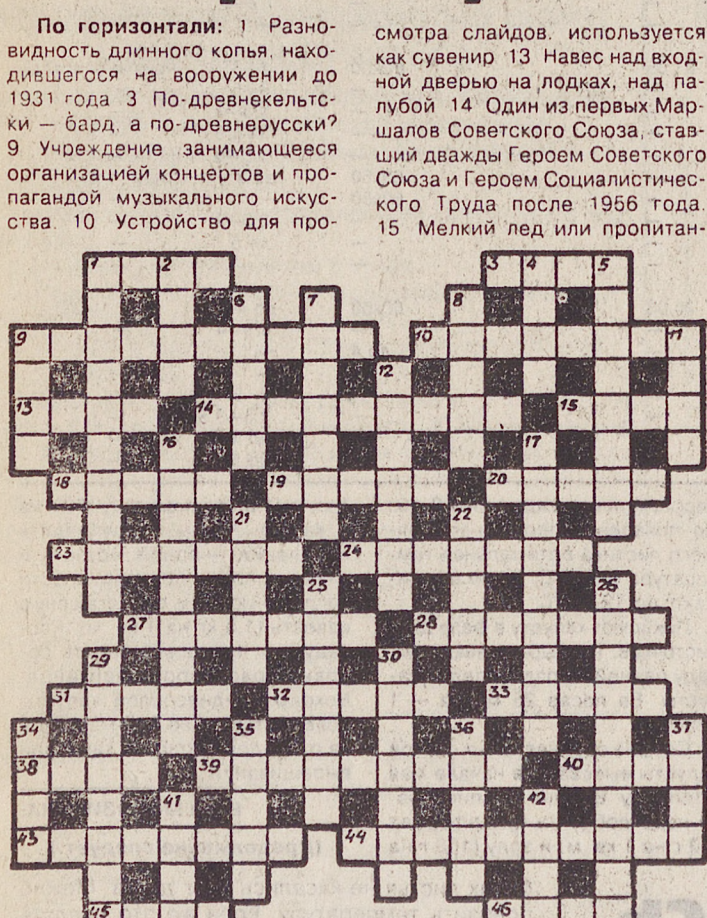 По горизонтали: 1 Разно-
видность длинного копья, нахо-
дившегося на вооружении до
1931 года 3 По-древнекельтс-
ки — бард, а по-древнерусски?
9 Учреждение занимающееся
организацией концертов и про-
пагандой музыкального искус-
ства. 10 Устройство для про-
смотра слайдов. используется
как сувенир 13 Навес над вход-
ной дверью на лодках, над па-
лубой 14 Один из первых Мар-
шалов Советского Союза, став-
ший дважды Героем Советского
Союза и Героем Социалистичес-
кого Труда после 1956 года.
15 Мелкий лед или пропитан-
1 2 3 4 5
6 7 8
9 10 11
12
13 14 15
16 17
18 19 20
21 22
23 24
25 26
27 28
29 30
31 32 33
34 35 36 37
38 39 40
41 42
43 44
45 46